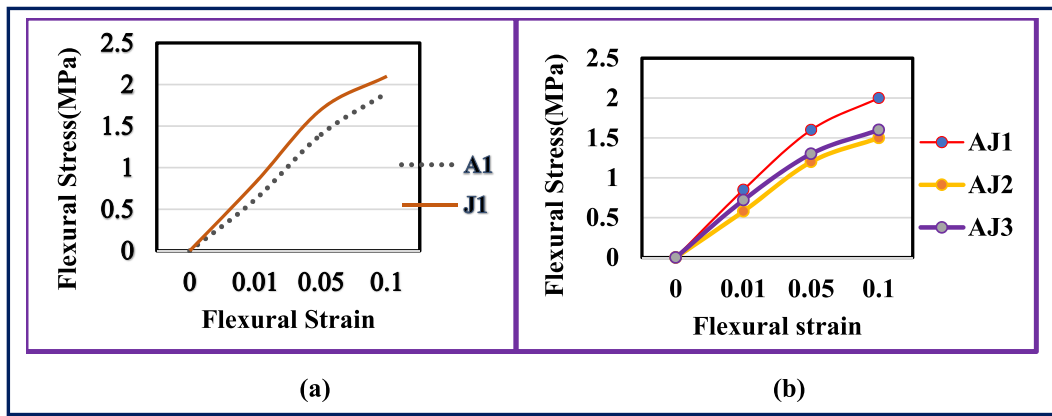 Flexural Stress(MPa)
2.5
2
1.5
1
0.5
0
0 0.01 0.05 0.1
Flexural Strain
A1
J1
(a)
Flexural Stress(MPa)
2.5
2
1.5
1
0.5
0
0 0.01 0.05 0.1
Flexural strain
AJ1
AJ2
AJ3
(b)